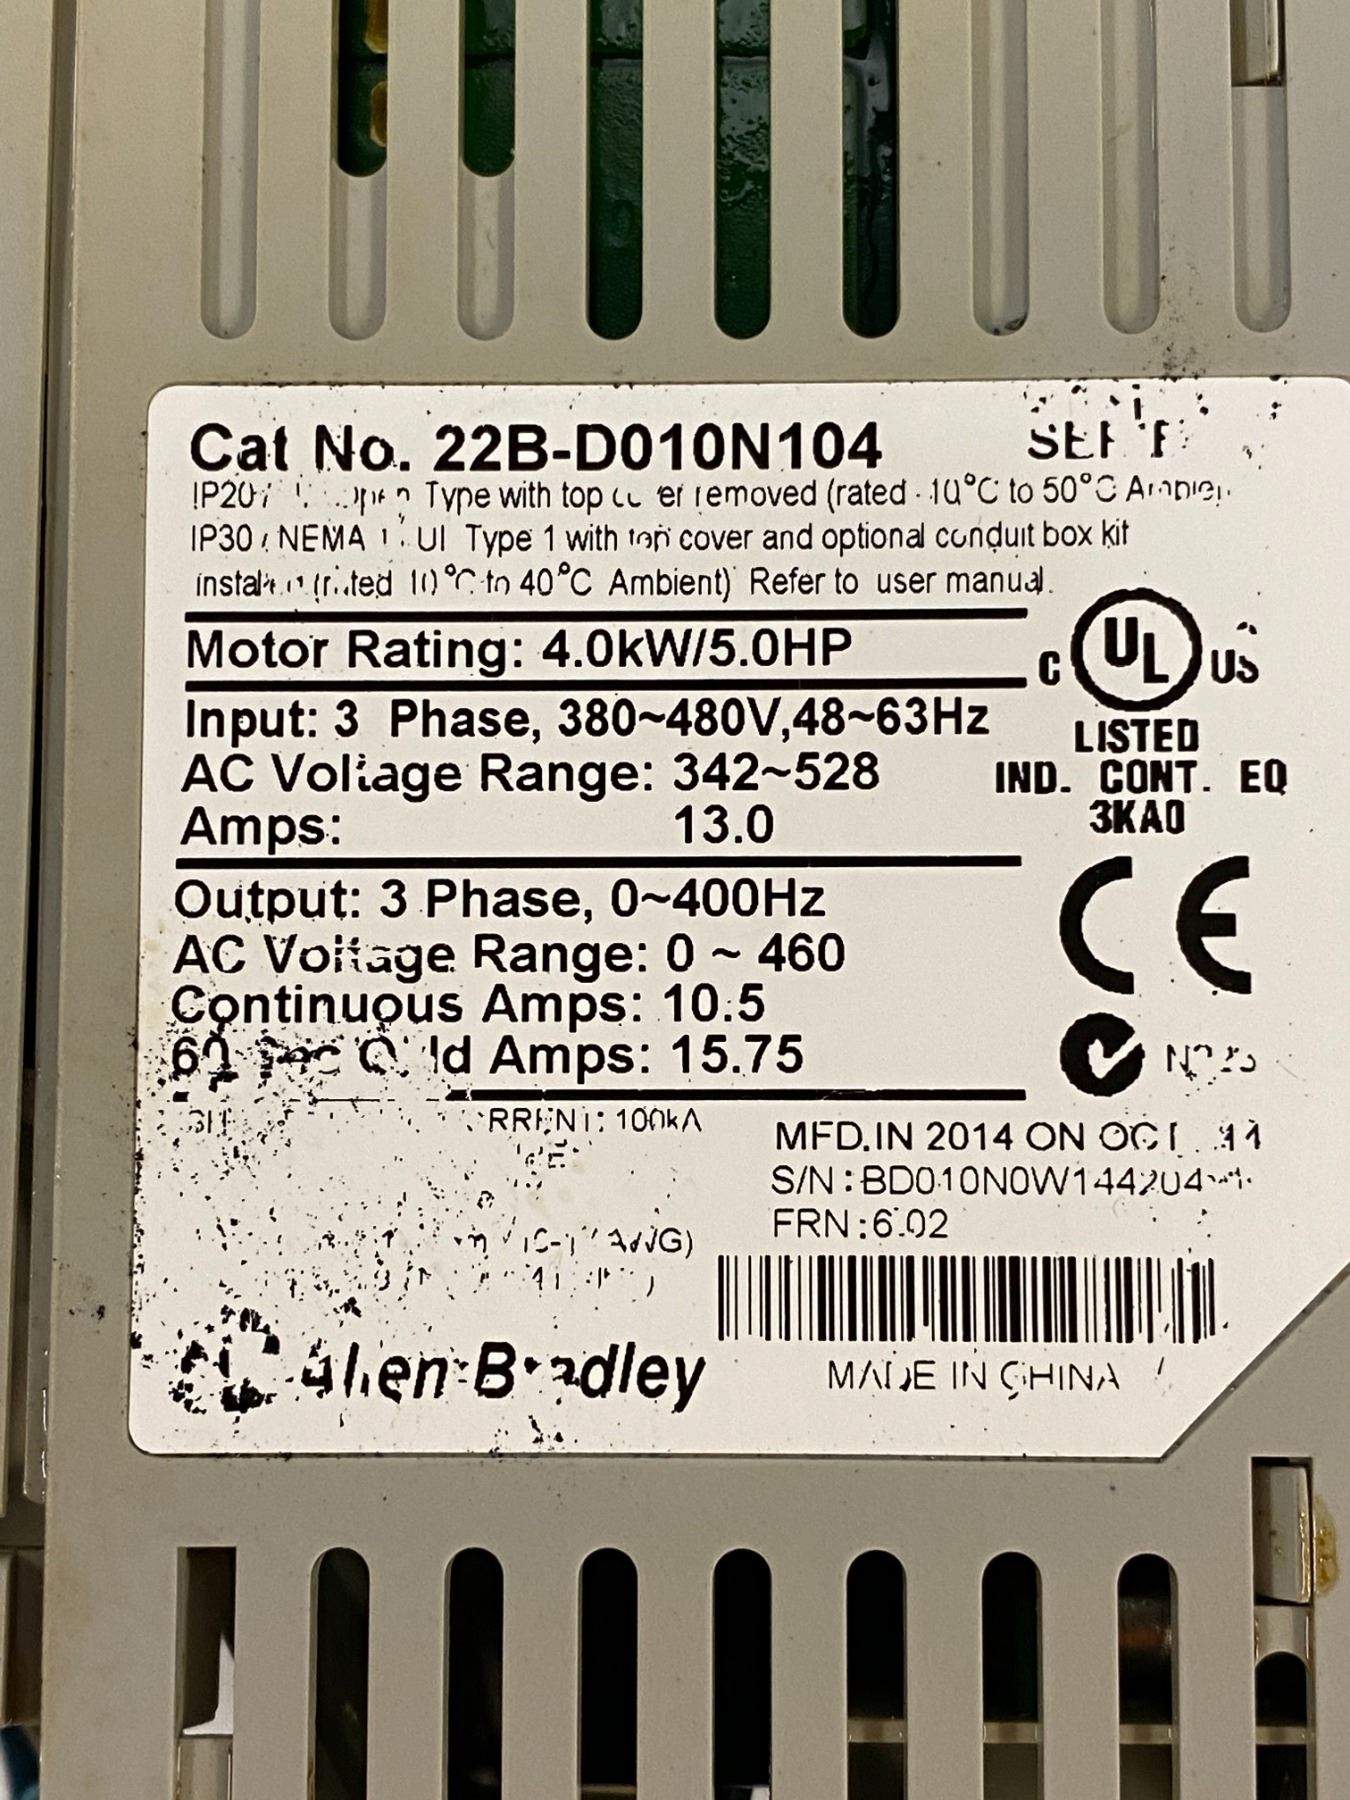 Cat No. 22B-D010N104
Type with top removed (rated -10°C to 50°C
IP30 NEMA Type 1 with top cover and optional conduit box kit
to 40°C Ambient) Refer to user manual.
Motor Rating: 4.0kW/5.0HP
C UL US
LISTED
IND. CONT. EQ
3KA0
Input: 3 Phase, 380~480V,48~63Hz
AC Voltage Range: 342~528
Amps: 13.0
CE
Output: 3 Phase, 0~400Hz
AC Voltage Range: 0 ~ 460
Continuous Amps: 10.5
Amps: 15.75
100kA
MFD.IN 2014 ON OCT
S/N:
FRN:6.02
Allen-Bradley
MADE IN CHINA